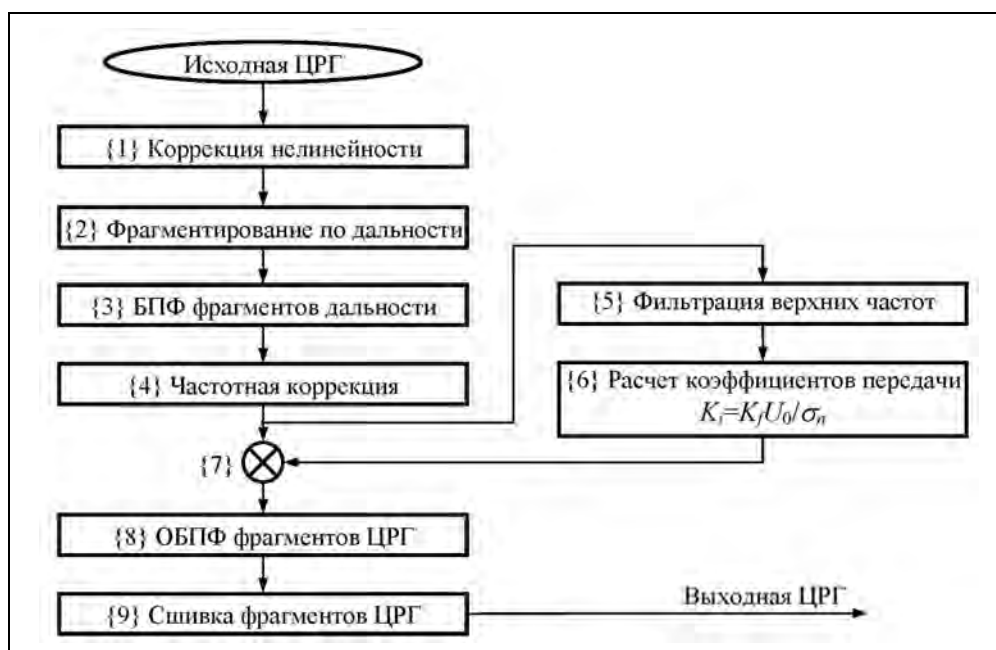 Исходная ЦРГ
{1} Коррекция нелинейности
{2} Фрагментирование по дальности
{3} БПФ фрагментов дальности
{4} Частотная коррекция
{5} Фильтрация верхних частот
{6} Расчет коэффициентов передачи
K_i=K_fU_0/σ_n
{7}
{8} ОБПФ фрагментов ЦРГ
{9} Сшивка фрагментов ЦРГ
Выходная ЦРГ